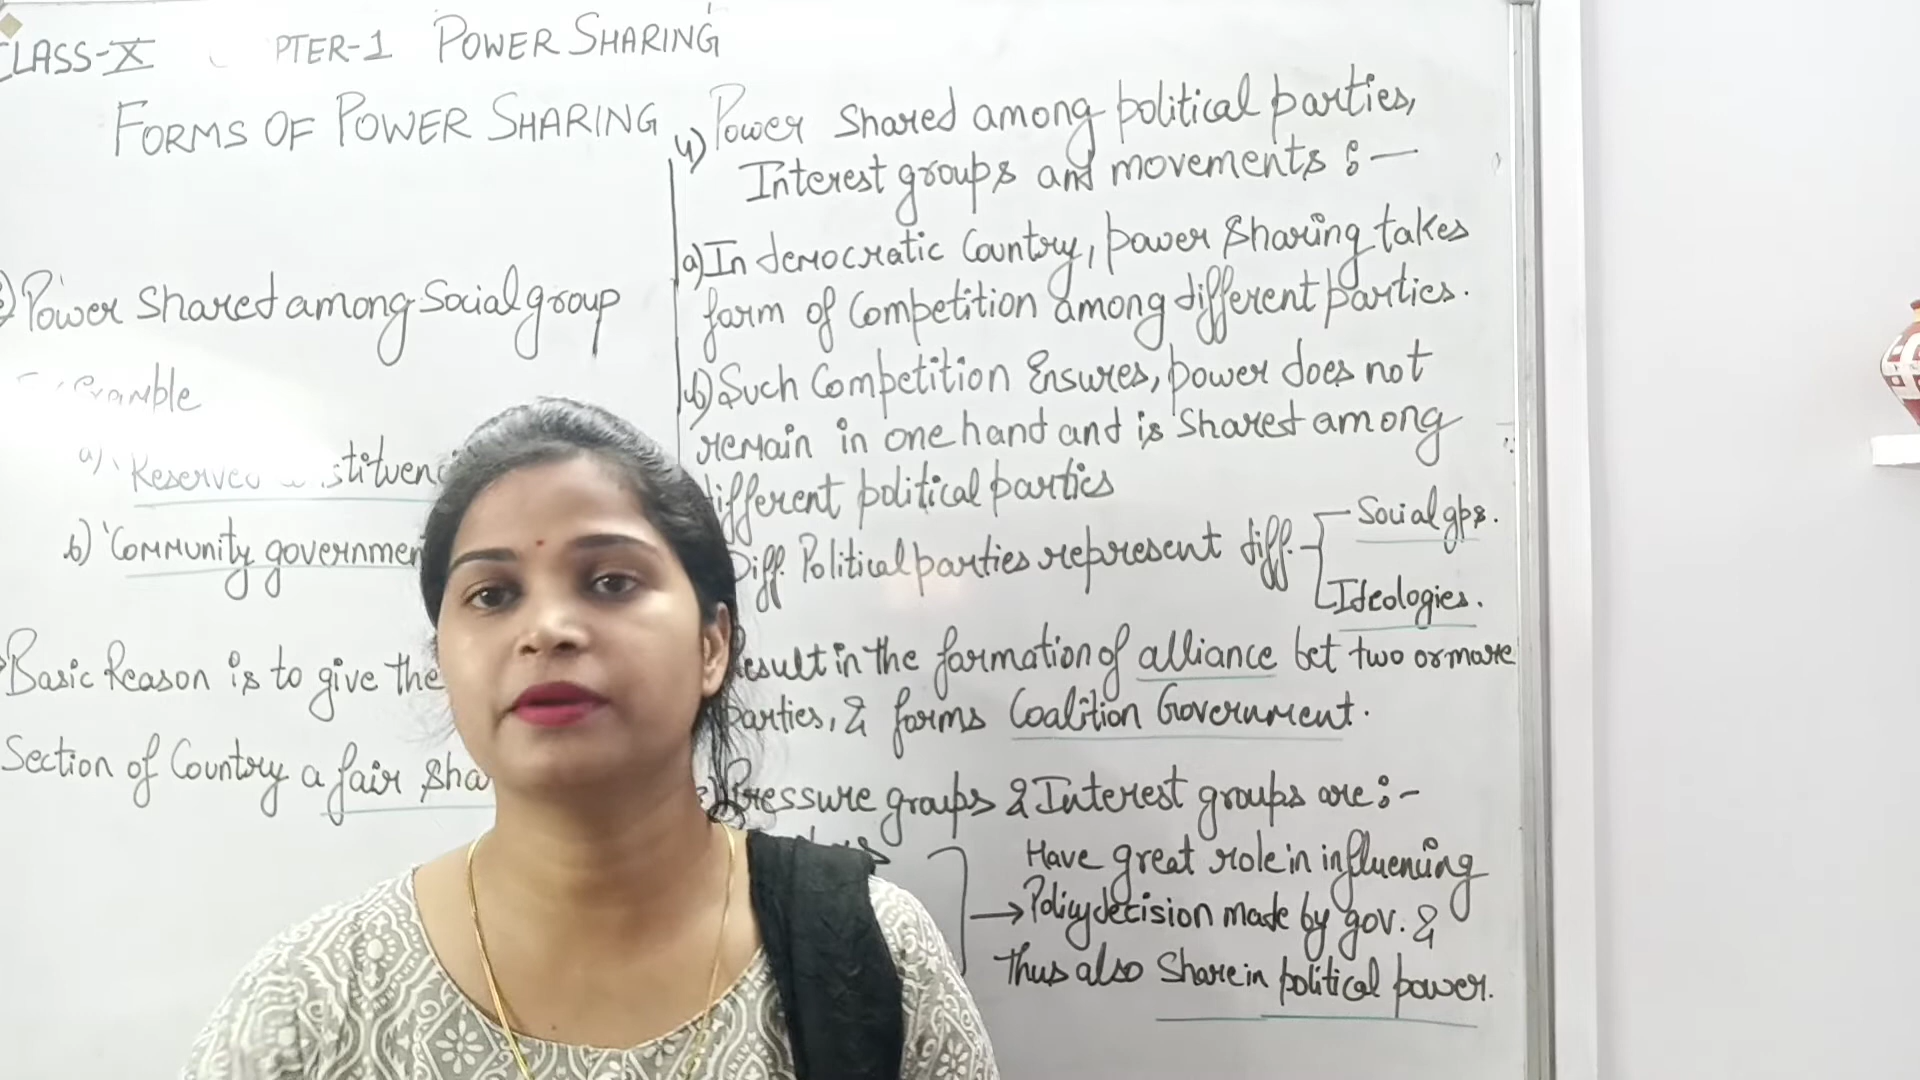 CLASS-X PTER-1 POWER SHARING
FORMS OF POWER SHARING
Power Shared among Social group
a) Reserved
b) 'Community
Basic Reason is to give the
Section of Country a fair
4) Power Shared among political parties,
Interest groups and movements :-
a) In democratic Country, power Sharing takes
form of Competition among different parties.
b) Such Competition Ensures, power does not
remain in one hand and is Shared among
different political parties
Diff. Political parties represent diff.
Social gps.
Ideologies.
Result in the formation of alliance bet two or more
parties, & forms Coalition Government.
Pressure groups & Interest groups are :-
Have great role in influencing
→ Policy decision made by gov. &
thus also Share in political power.